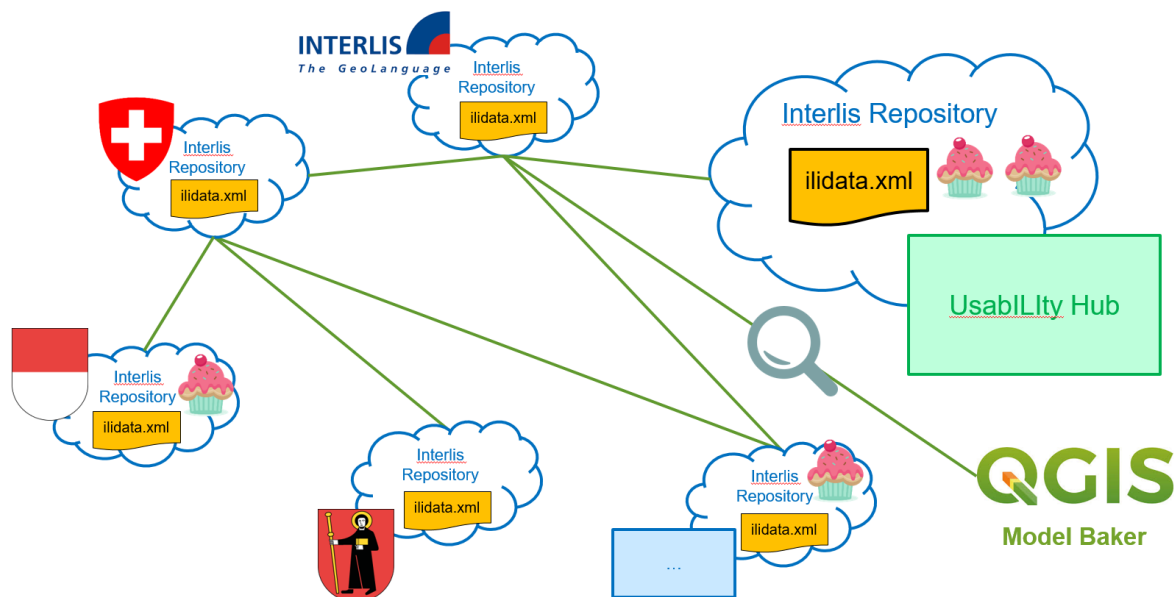 INTERLIS
The GeoLanguage
Interlis
Repository
ilidata.xml
Interlis Repository
ilidata.xml
UsabILIty Hub
Interlis
Repository
ilidata.xml
Interlis
Repository
ilidata.xml
Interlis
Repository
ilidata.xml
Interlis
Repository
ilidata.xml
...
QGIS
Model Baker